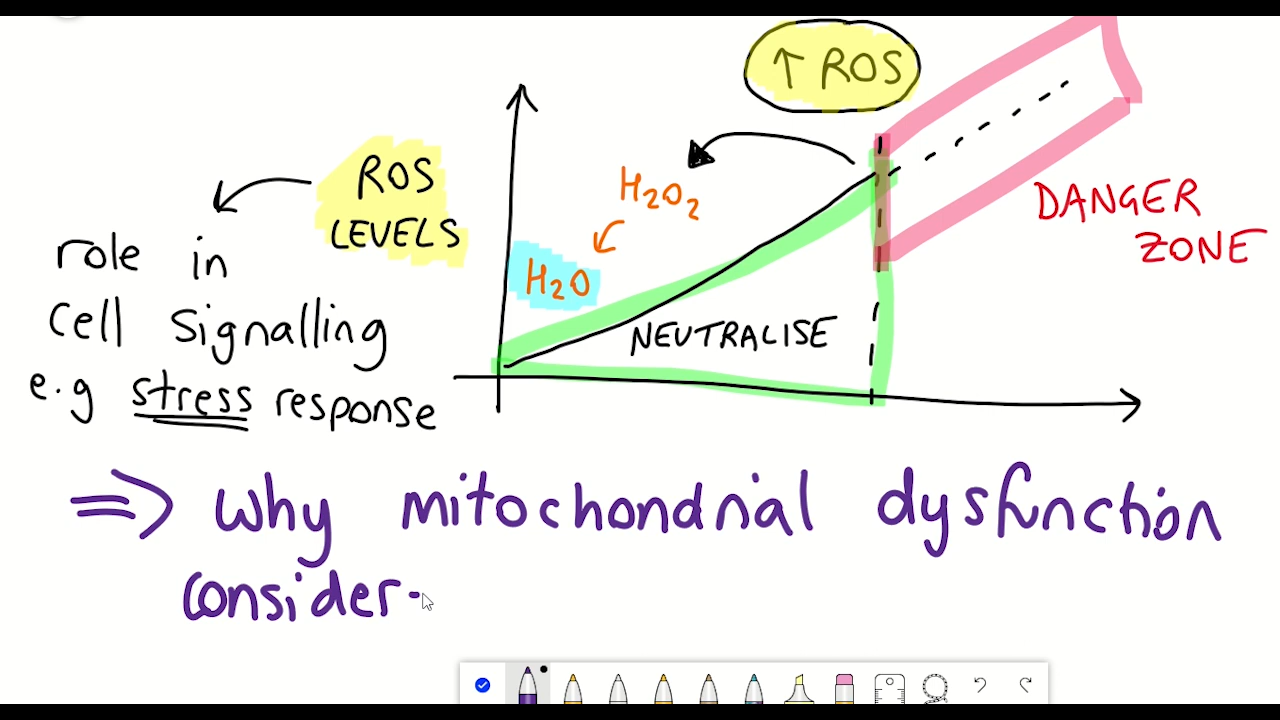 ↑ ROS
ROS
LEVELS
H₂O₂
H₂O
role in
cell signalling
e.g stress response
NEUTRALISE
DANGER
ZONE
=> why mitochondrial dysfunction
consider